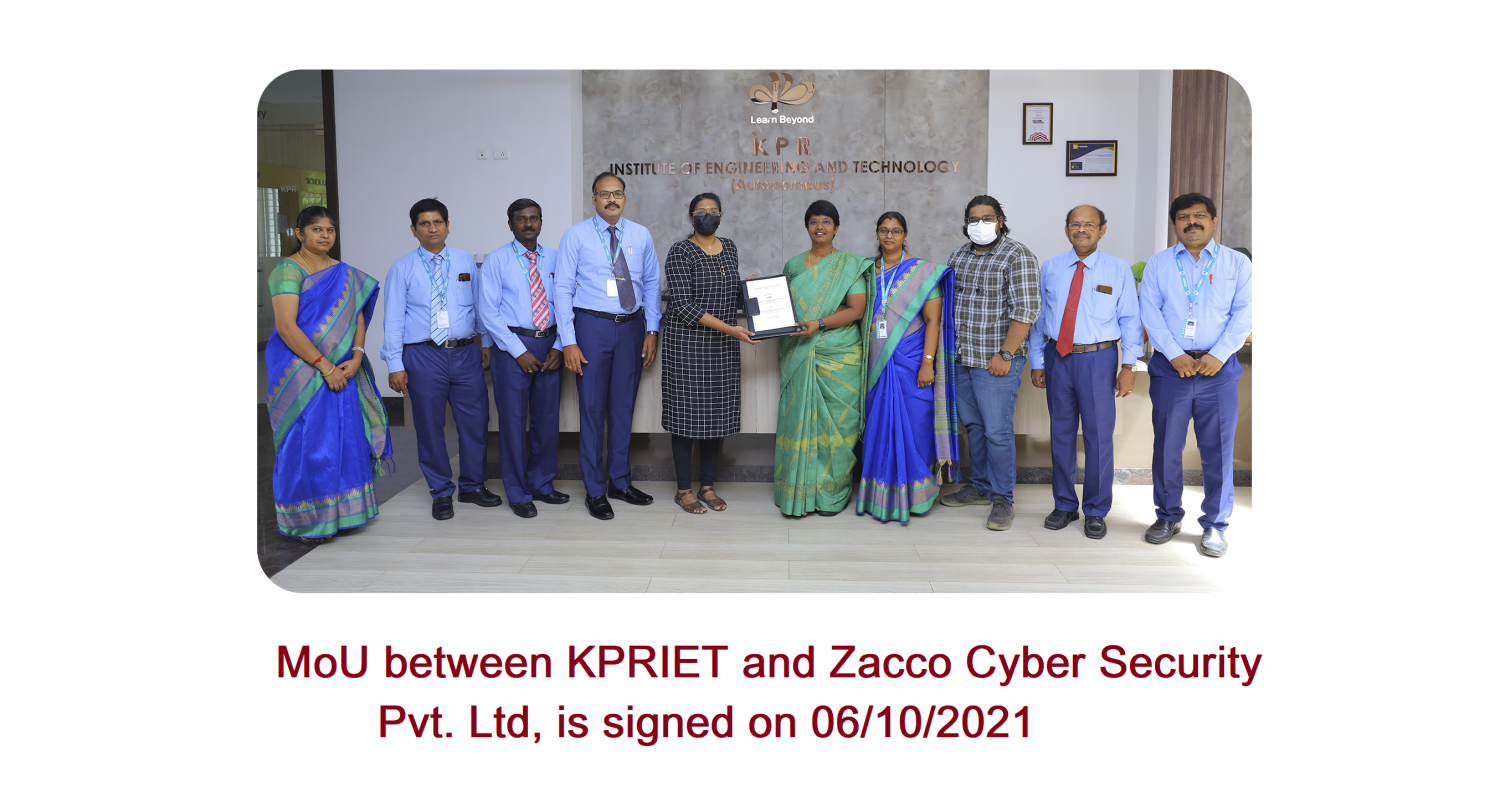 Learn Beyond
KPR
INSTITUTE OF ENGINEERING AND TECHNOLOGY
(Autonomous)
KPR
MoU between KPRIET and Zacco Cyber Security
Pvt. Ltd, is signed on 06/10/2021